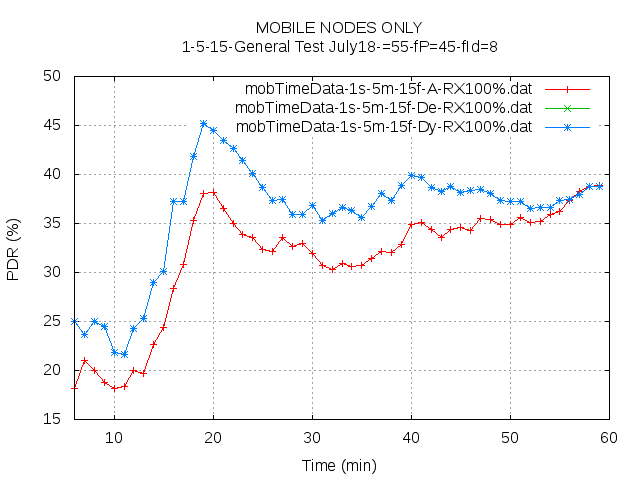 MOBILE NODES ONLY
1-5-15-General Test July18-=55-fP=45-fId=8
mobTimeData-1s-5m-15f-A-RX100%.dat
mobTimeData-1s-5m-15f-De-RX100%.dat
mobTimeData-1s-5m-15f-Dy-RX100%.dat
PDR (%)
50
45
40
35
30
25
20
15
10 20 30 40 50 60
Time (min)